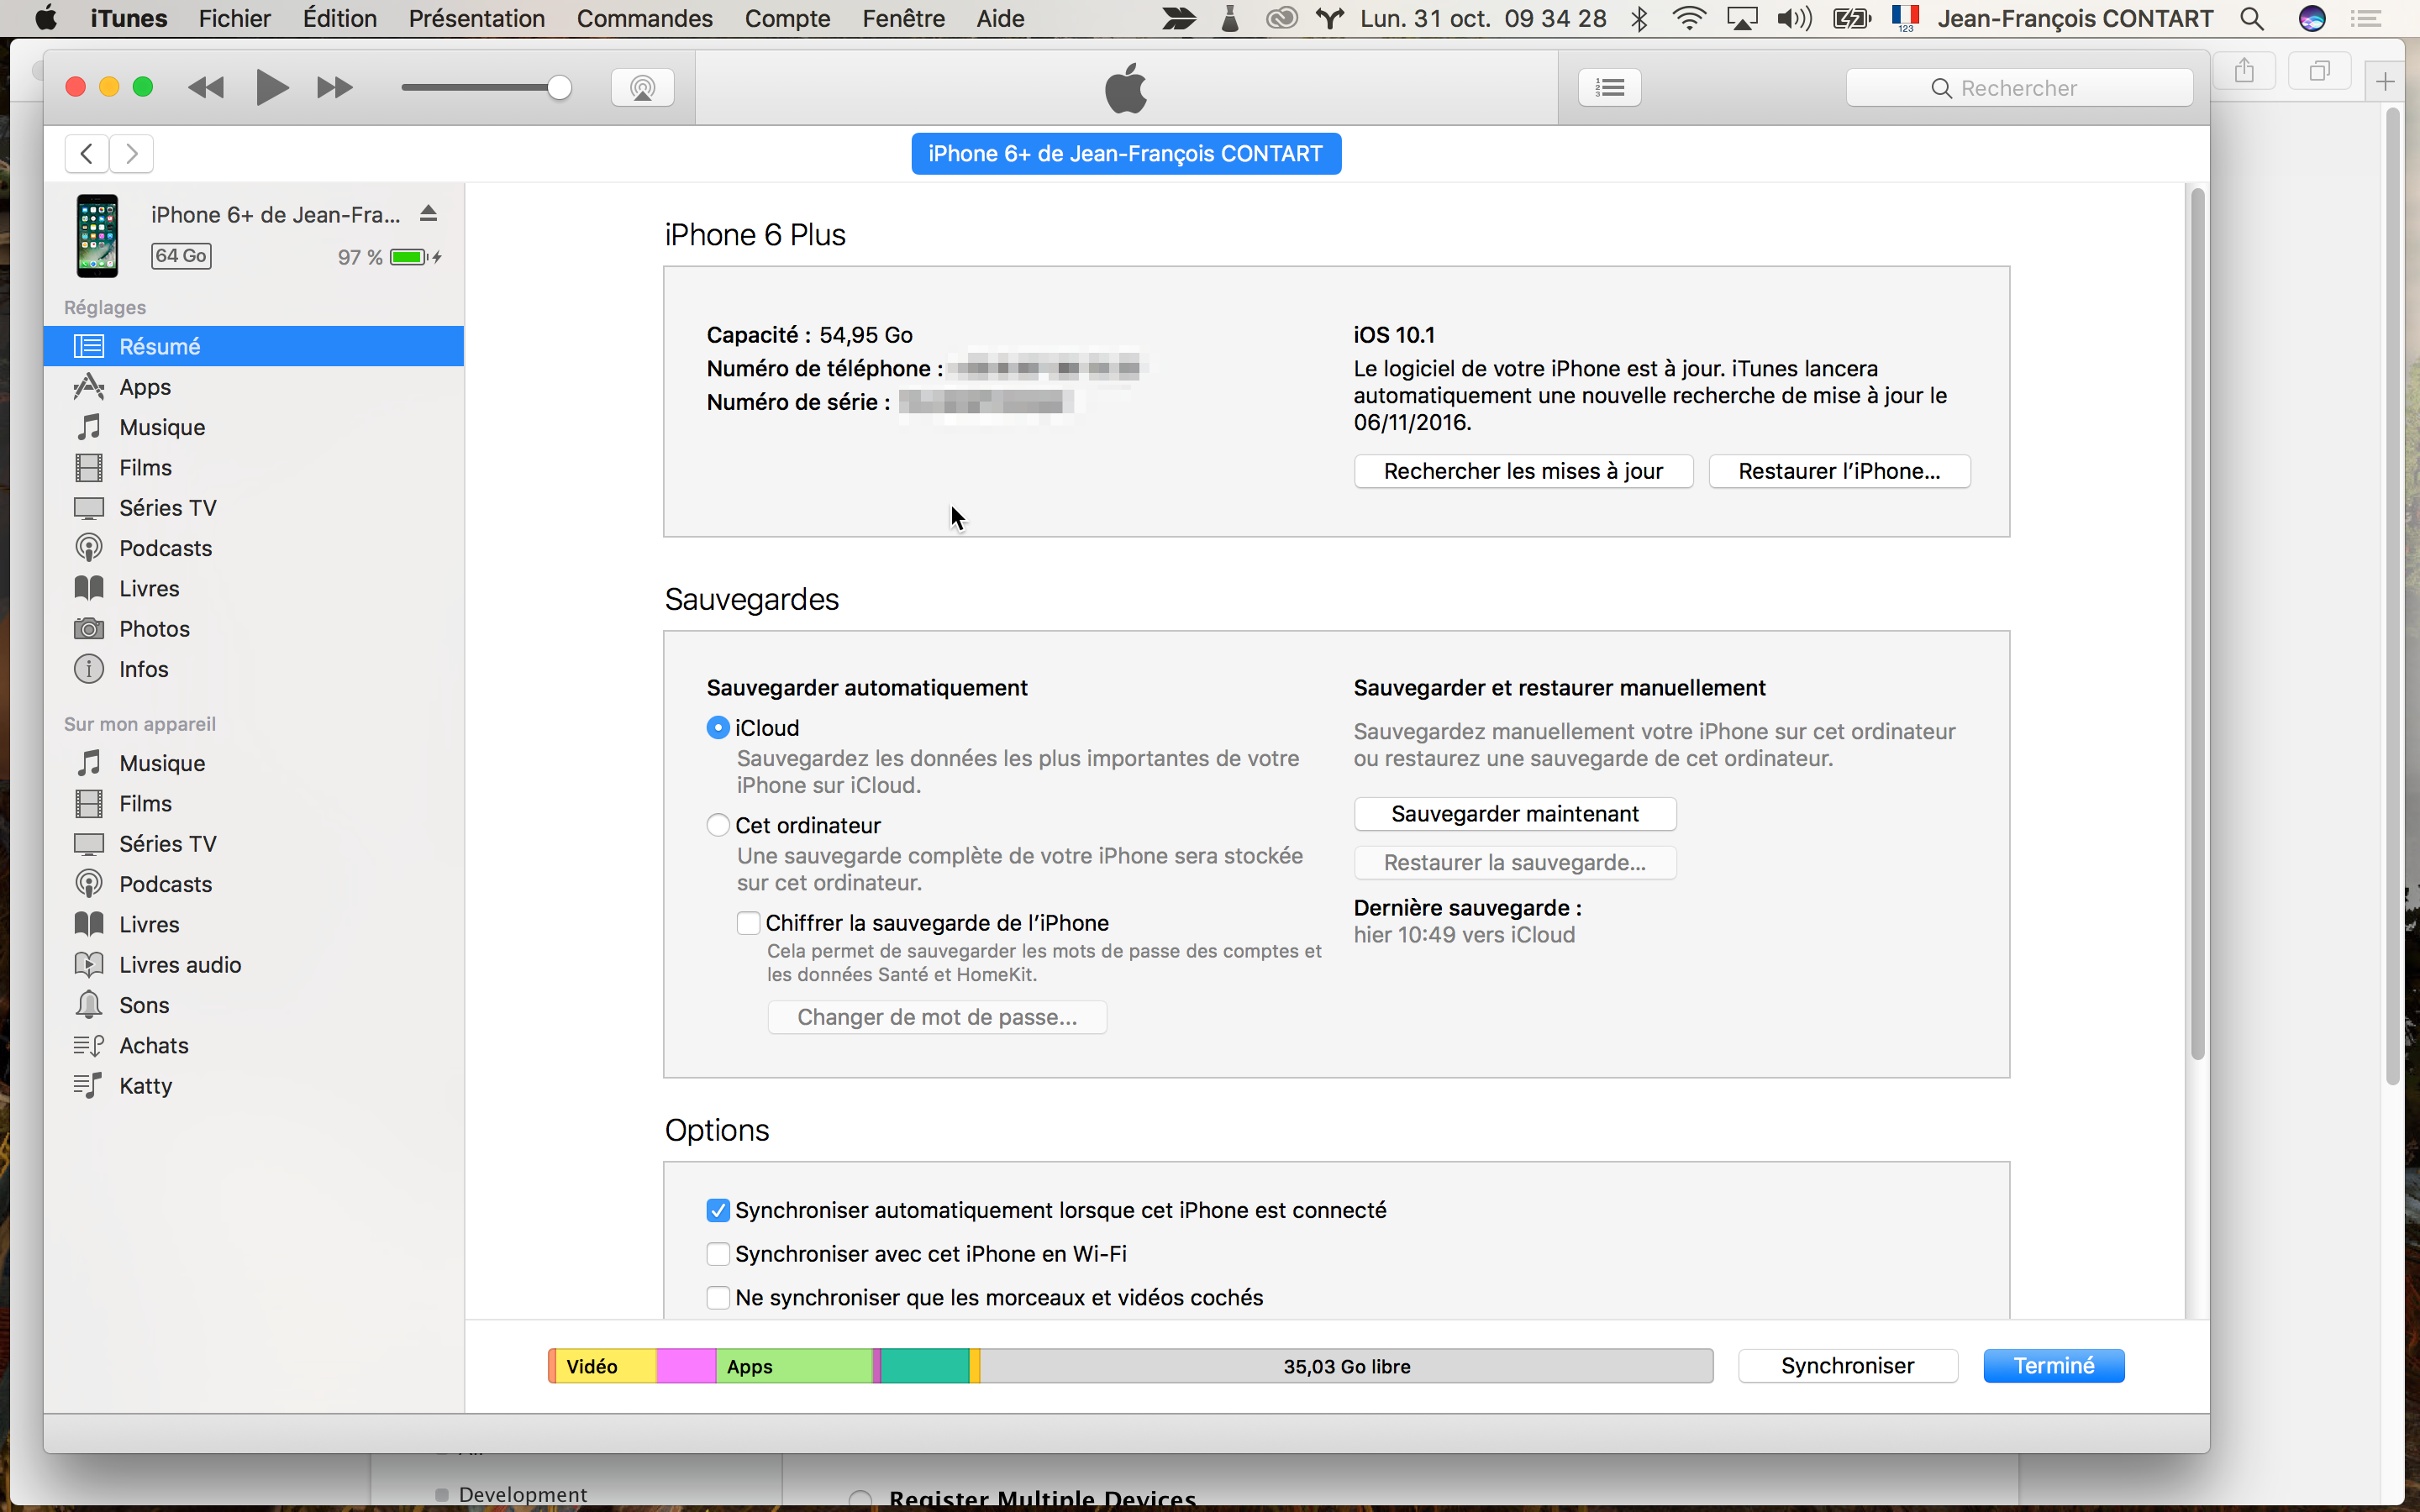 iTunes Fichier Édition Présentation Commandes Compte Fenêtre Aide Lun. 31 oct. 09 34 28 123 Jean-François CONTART
Rechercher
iPhone 6+ de Jean-François CONTART
iPhone 6+ de Jean-Fra...
64 Go 97 %
Réglages
Résumé
Apps
Musique
Films
Séries TV
Podcasts
Livres
Photos
Infos
Sur mon appareil
Musique
Films
Séries TV
Podcasts
Livres
Livres audio
Sons
Achats
Katty
iPhone 6 Plus
Capacité : 54,95 Go
Numéro de téléphone :
Numéro de série :
iOS 10.1
Le logiciel de votre iPhone est à jour. iTunes lancera
automatiquement une nouvelle recherche de mise à jour le
06/11/2016.
Rechercher les mises à jour Restaurer l’iPhone...
Sauvegardes
Sauvegarder automatiquement
iCloud
Sauvegardez les données les plus importantes de votre
iPhone sur iCloud.
Cet ordinateur
Une sauvegarde complète de votre iPhone sera stockée
sur cet ordinateur.
Chiffrer la sauvegarde de l’iPhone
Cela permet de sauvegarder les mots de passe des comptes et
les données Santé et HomeKit.
Changer de mot de passe...
Sauvegarder et restaurer manuellement
Sauvegardez manuellement votre iPhone sur cet ordinateur
ou restaurez une sauvegarde de cet ordinateur.
Sauvegarder maintenant
Restaurer la sauvegarde...
Dernière sauvegarde :
hier 10:49 vers iCloud
Options
Synchroniser automatiquement lorsque cet iPhone est connecté
Synchroniser avec cet iPhone en Wi-Fi
Ne synchroniser que les morceaux et vidéos cochés
Vidéo Apps 35,03 Go libre Synchroniser Terminé
Development
Register Multiple Devices